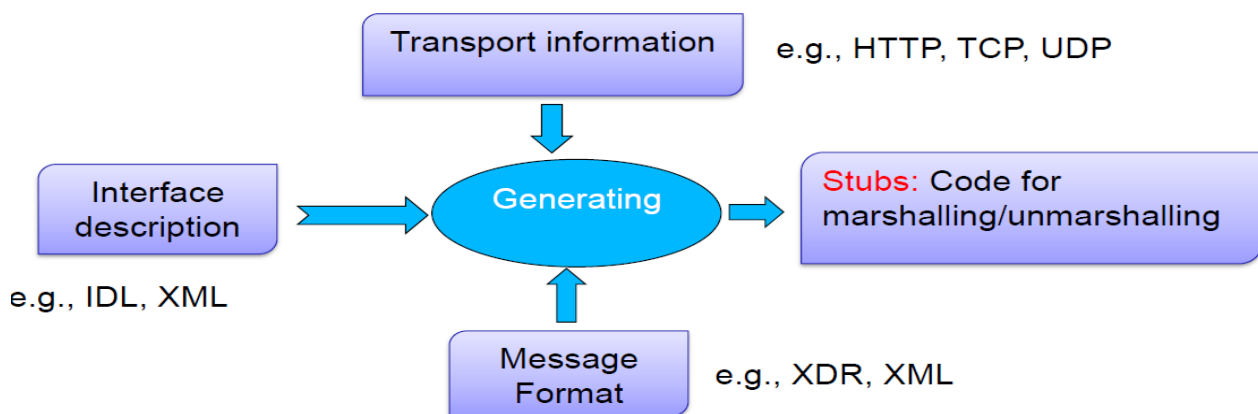 Transport information
e.g., HTTP, TCP, UDP
Interface
description
e.g., IDL, XML
Generating
Stubs: Code for
marshalling/unmarshalling
Message
Format
e.g., XDR, XML